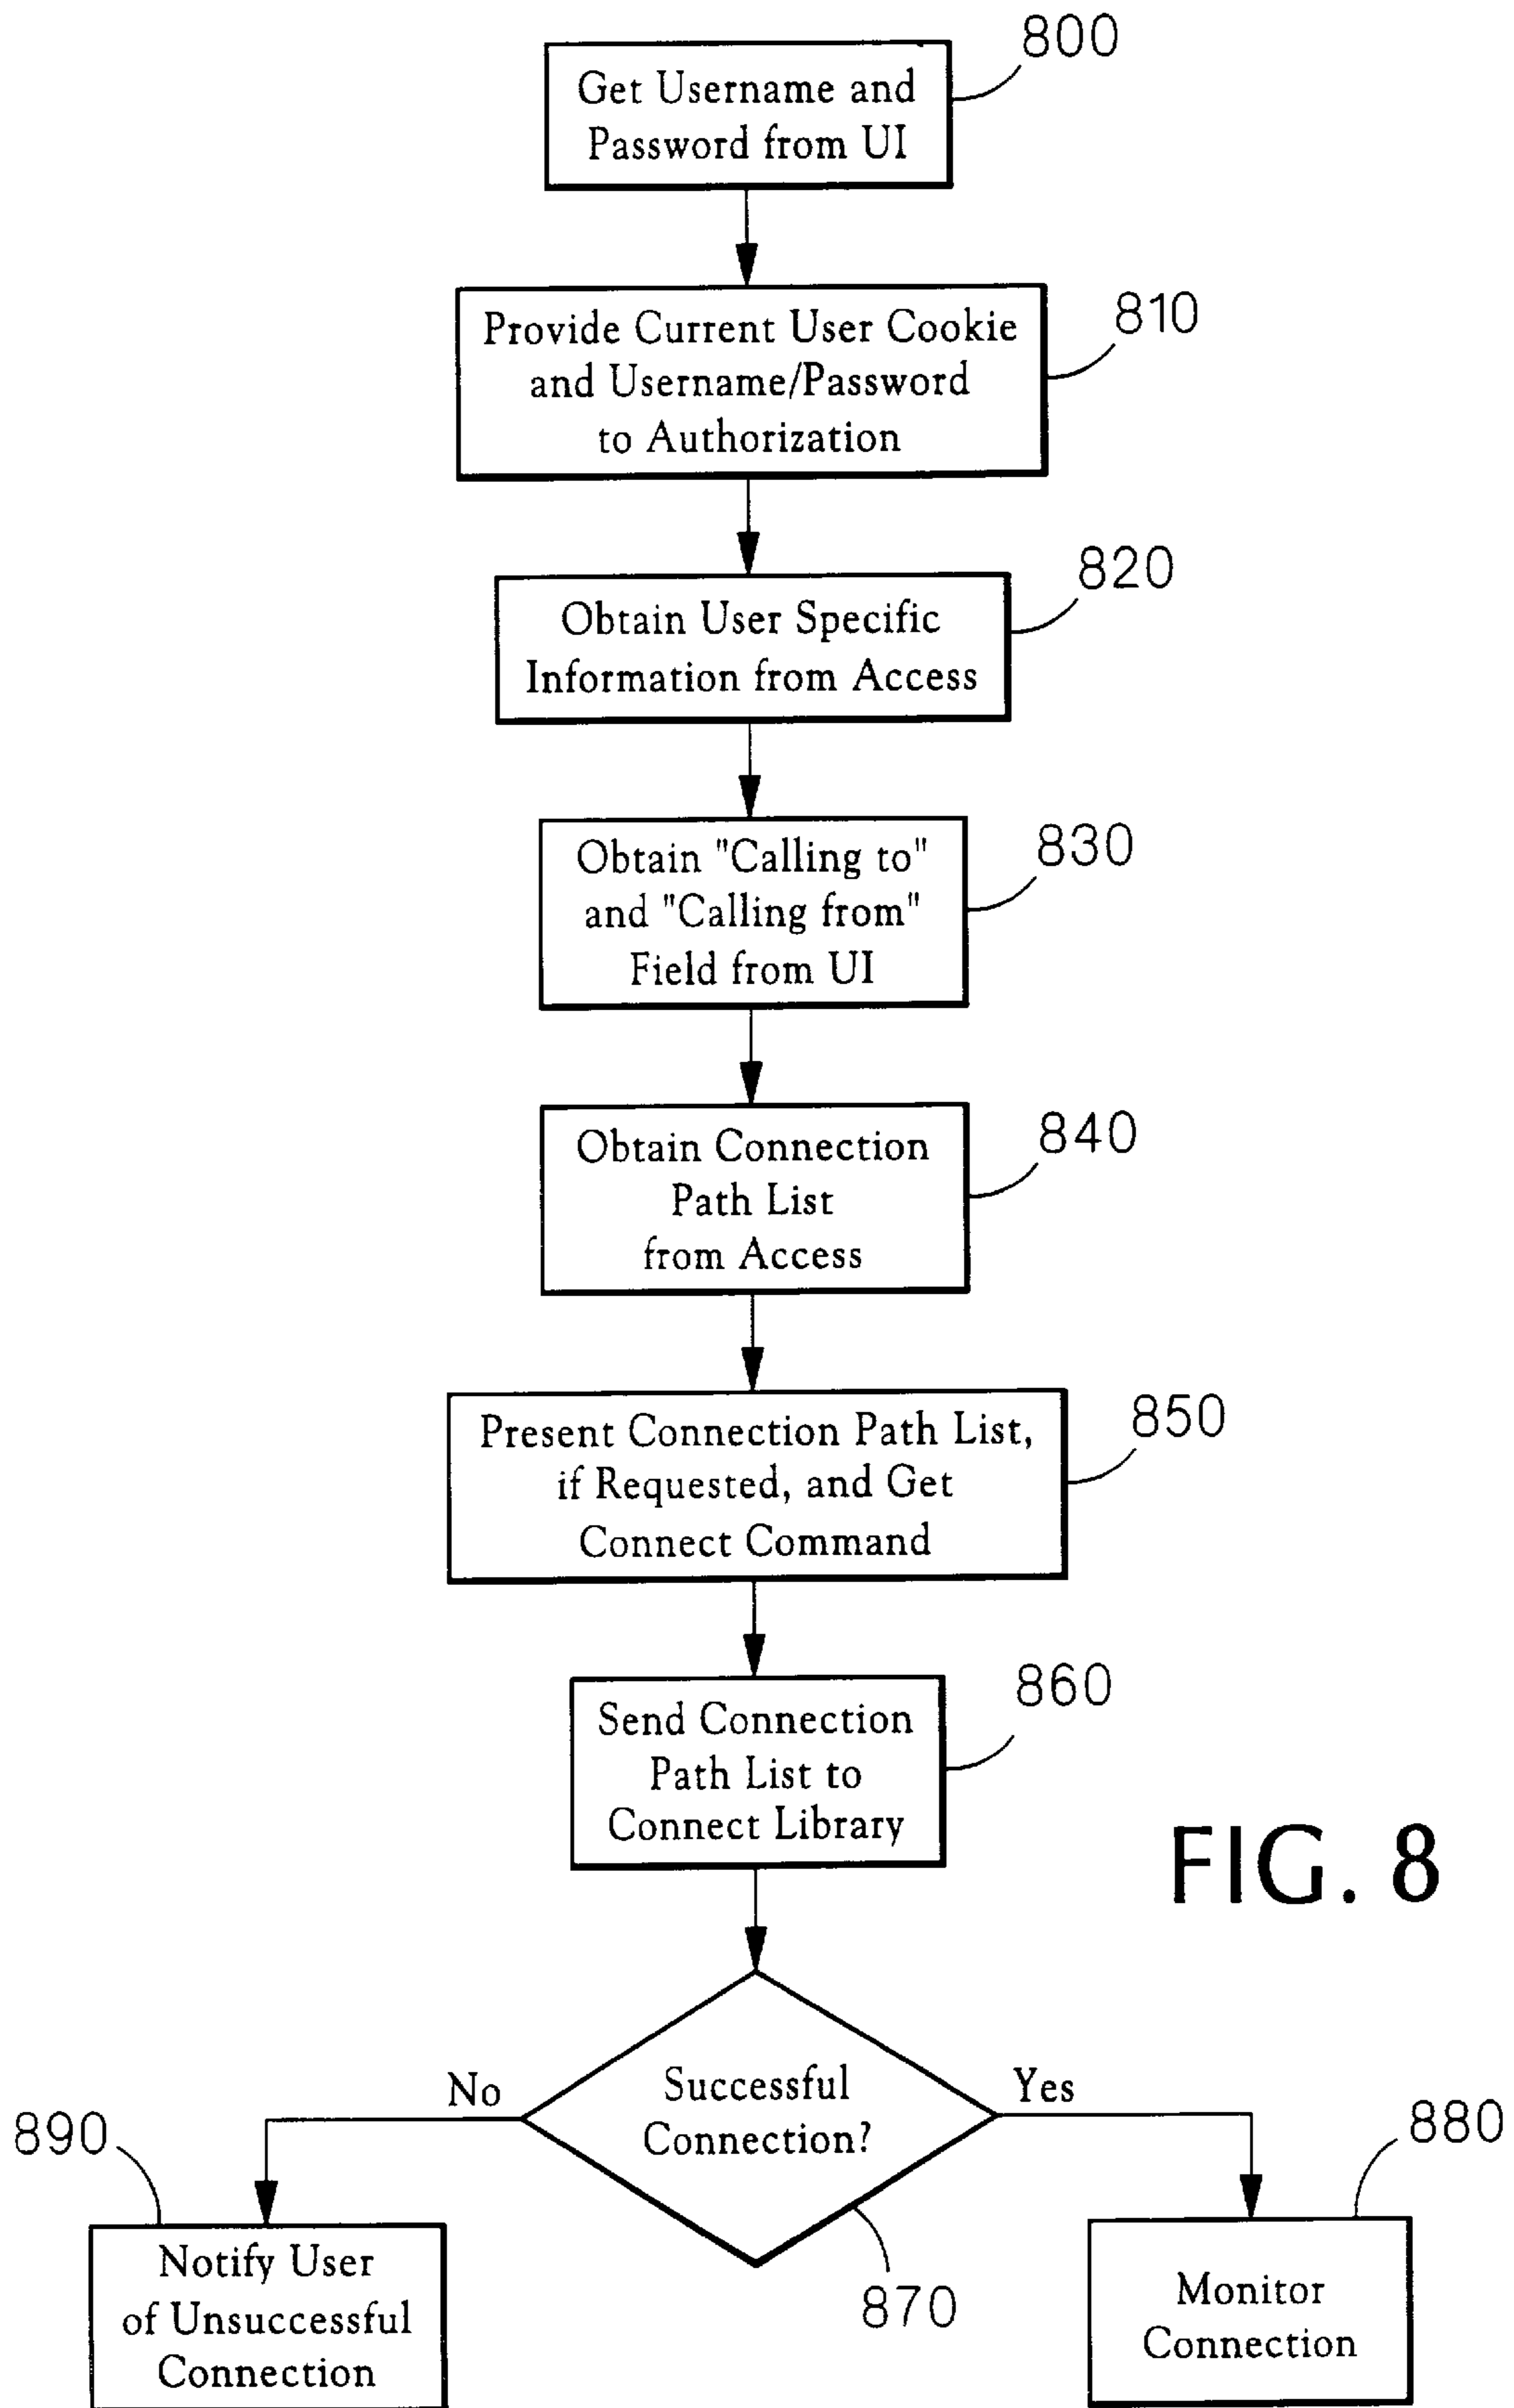 800
Get Username and
Password from UI
810
Provide Current User Cookie
and Username/Password
to Authorization
820
Obtain User Specific
Information from Access
830
Obtain "Calling to"
and "Calling from"
Field from UI
840
Obtain Connection
Path List
from Access
850
Present Connection Path List,
if Requested, and Get
Connect Command
860
Send Connection
Path List to
Connect Library
FIG. 8
Successful
Connection?
No
Yes
870
890
Notify User
of Unsuccessful
Connection
880
Monitor
Connection